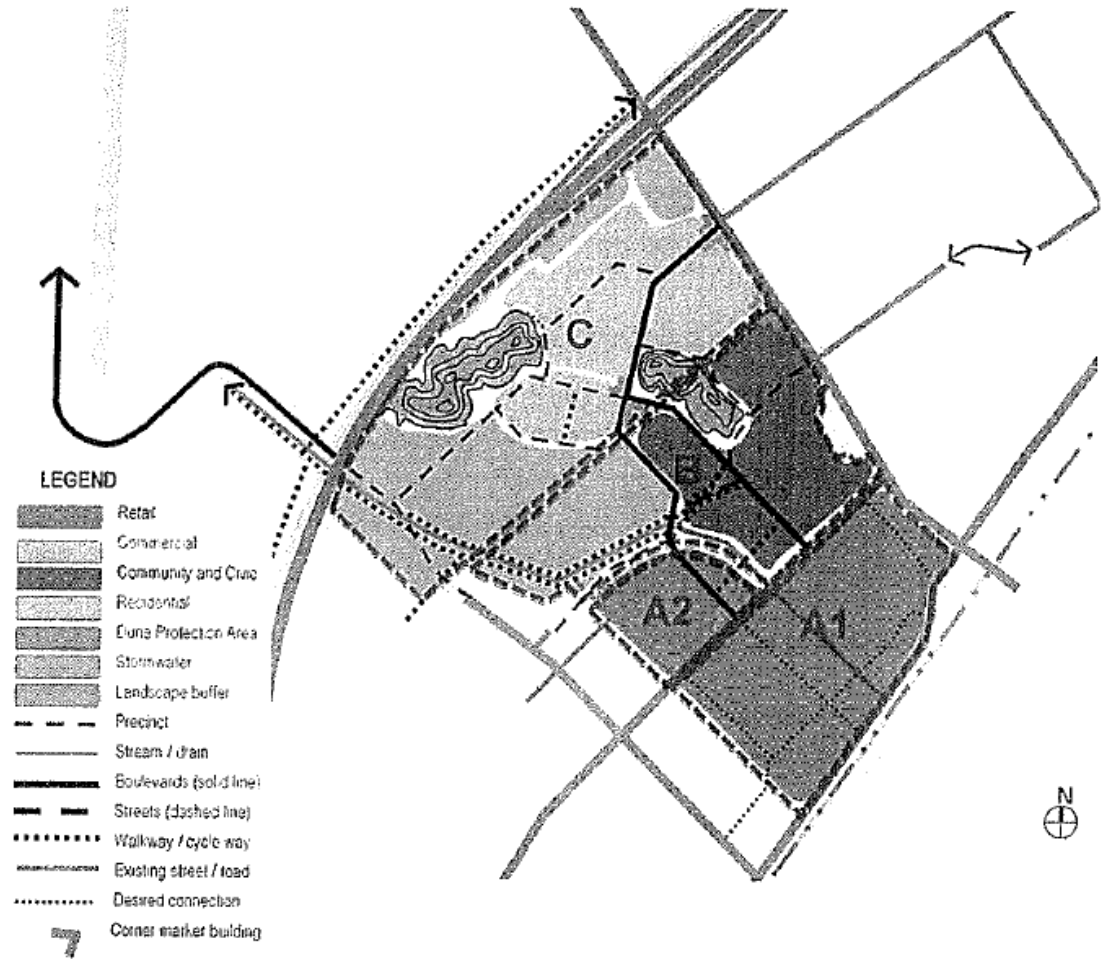 C
B
A2
A1
N
LEGEND
Retail
Commercial
Community and Civic
Residential
Dune Protection Area
Stormwater
Landscape buffer
Precinct
Stream / drain
Boulevards (solid line)
Streets (dashed line)
Walkway / cycle way
Existing street / road
Desired connection
Corner marker building